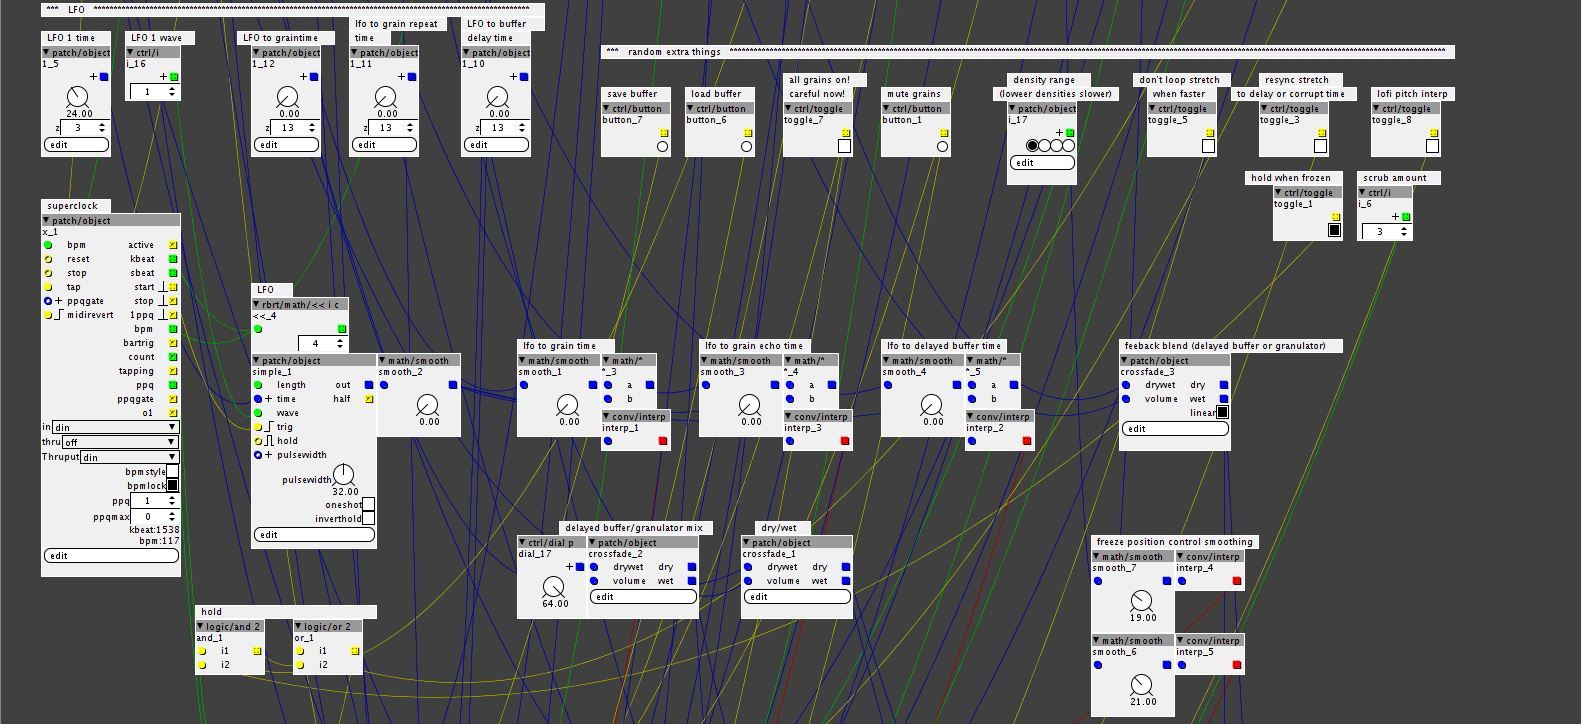 *** LFO ***
lfo to grain repeat
LFO to buffer
LFO 1 time
LFO 1 wave
LFO to graintime
time
delay time
patch/object
ctrl/i
patch/object
patch/object
patch/object
1_5
i_16
1_12
1_11
1_10
1
24.00
0.00
0.00
0.00
z 3
z 13
z 13
z 13
edit
edit
edit
edit
*** random extra things ***
all grains on!
density range
don't loop stretch
resync stretch
save buffer
load buffer
careful now!
mute grains
(lower densities slower)
when faster
to delay or corrupt time
lofi pitch interp
ctrl/button
ctrl/button
ctrl/toggle
ctrl/button
patch/object
ctrl/toggle
ctrl/toggle
ctrl/toggle
button_7
button_6
toggle_7
button_1
i_17
toggle_5
toggle_3
toggle_8
edit
hold when frozen
scrub amount
ctrl/toggle
ctrl/i
toggle_1
i_6
3
superclock
patch/object
x_1
bpm active
reset kbeat
stop sbeat
tap start
+ ppqgate stop
midirevert 1ppq
bpm
bartrig
count
tapping
ppq
ppqgate
o1
in din
thru off
Thruput din
bpmstyle
bpmlock
ppq 1
ppqmax 0
kbeat:1538
bpm:117
edit
LFO
rbrt/math/<< i c
<<_4
4
patch/object
simple_1
length out
+ time half
wave
trig
hold
+ pulsewidth
pulsewidth
32.00
oneshot
inverthold
edit
math/smooth
smooth_2
0.00
lfo to grain time
math/smooth
smooth_1
0.00
math/*
*_3
a
b
conv/interp
interp_1
lfo to grain echo time
math/smooth
smooth_3
0.00
math/*
*_4
a
b
conv/interp
interp_3
lfo to delayed buffer time
math/smooth
smooth_4
0.00
math/*
*_5
a
b
conv/interp
interp_2
feeback blend (delayed buffer or granulator)
patch/object
crossfade_3
drywet dry
volume wet
linear
edit
delayed buffer/granulator mix
ctrl/dial p
dial_17
64.00
patch/object
crossfade_2
drywet dry
volume wet
edit
dry/wet
patch/object
crossfade_1
drywet dry
volume wet
edit
freeze position control smoothing
math/smooth
conv/interp
smooth_7
interp_4
19.00
math/smooth
conv/interp
smooth_6
interp_5
21.00
hold
logic/and 2
logic/or 2
and_1
or_1
i1
i1
i2
i2